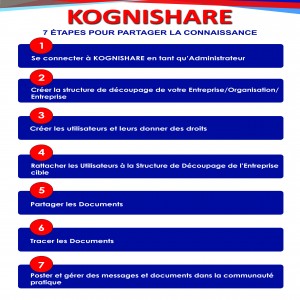 KOGNISHARE
7 ÉTAPES POUR PARTAGER LA CONNAISSANCE
1
Se connecter à KOGNISHARE en tant qu'Administrateur
2
Créer la structure de découpage de votre Entreprise/Organisation/
Entreprise
3
Créer les utilisateurs et leurs donner des droits
4
Rattacher les Utilisateurs à la Structure de Découpage de l'Entreprise
cible
5
Partager les Documents
6
Tracer les Documents
7
Poster et gérer des messages et documents dans la communauté
pratique